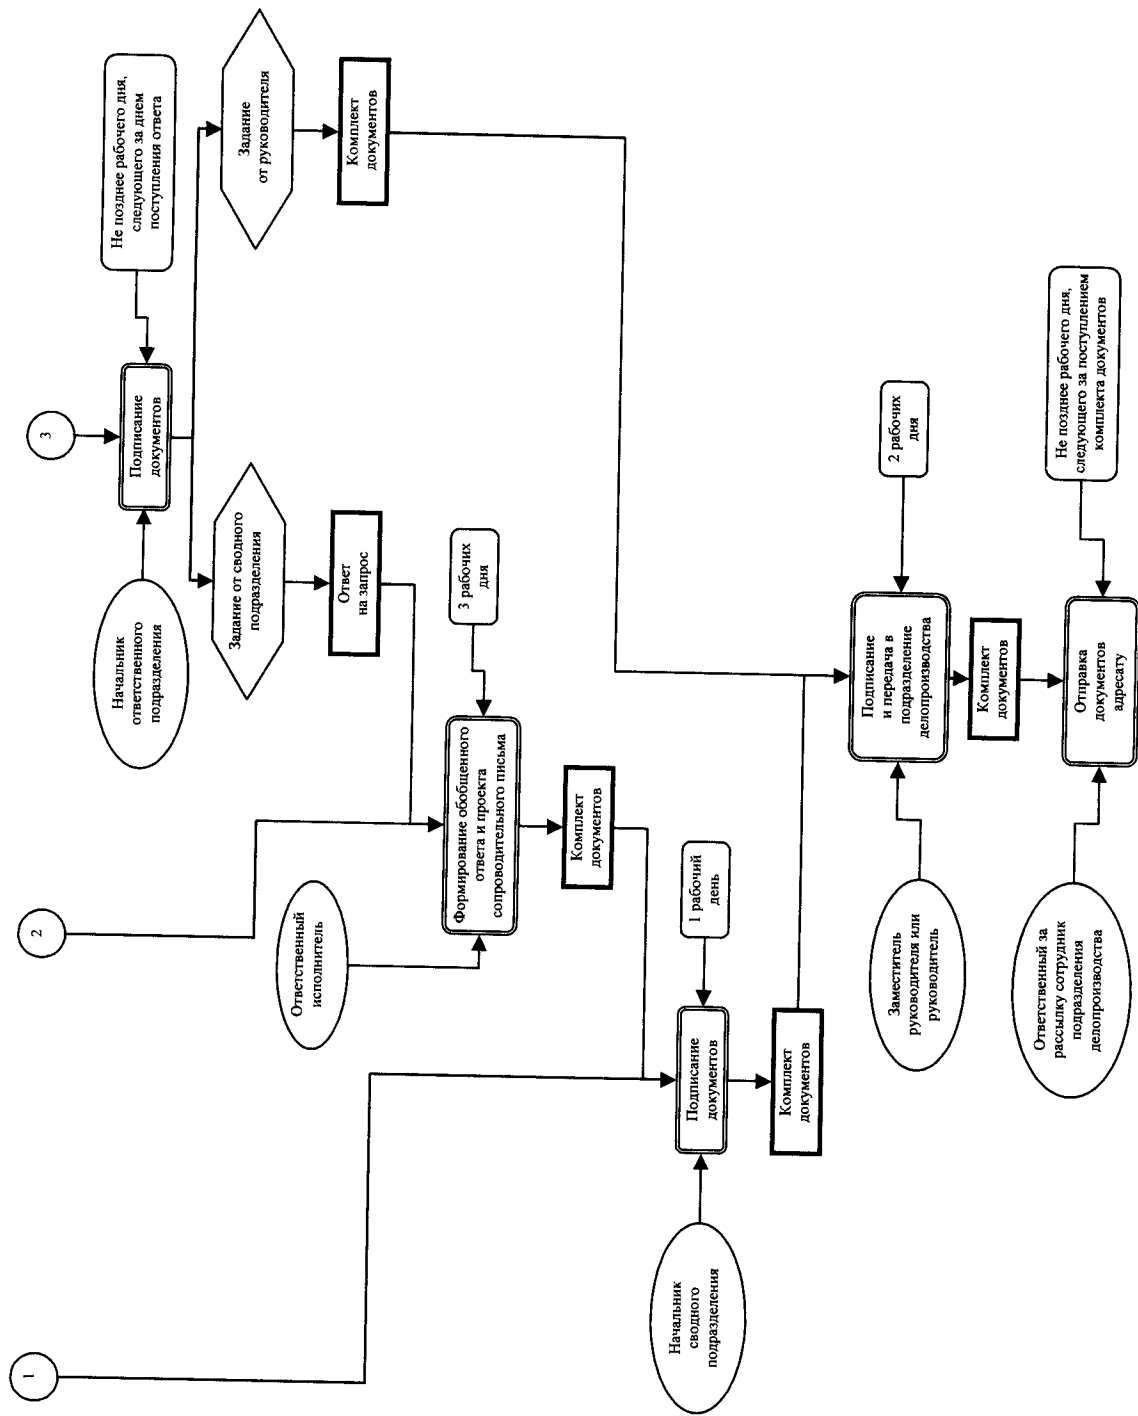 1
2
3
Начальник
ответственного
подразделения
Подписание
документов
Не позднее рабочего дня,
следующего за днем
поступления ответа
Задание от сводного
подразделения
Задание
от руководителя
Ответ
на запрос
Комплект
документов
Ответственный
исполнитель
Формирование обобщенного
ответа и проекта
сопроводительного письма
3 рабочих
дня
Комплект
документов
Начальник
сводного
подразделения
Подписание
документов
1 рабочий
день
Комплект
документов
Заместитель
руководителя или
руководитель
Подписание
и передача в
подразделение
делопроизводства
2 рабочих
дня
Комплект
документов
Ответственный за
рассылку сотрудник
подразделения
делопроизводства
Отправка
документов
адресату
Не позднее рабочего дня,
следующего за поступлением
комплекта документов